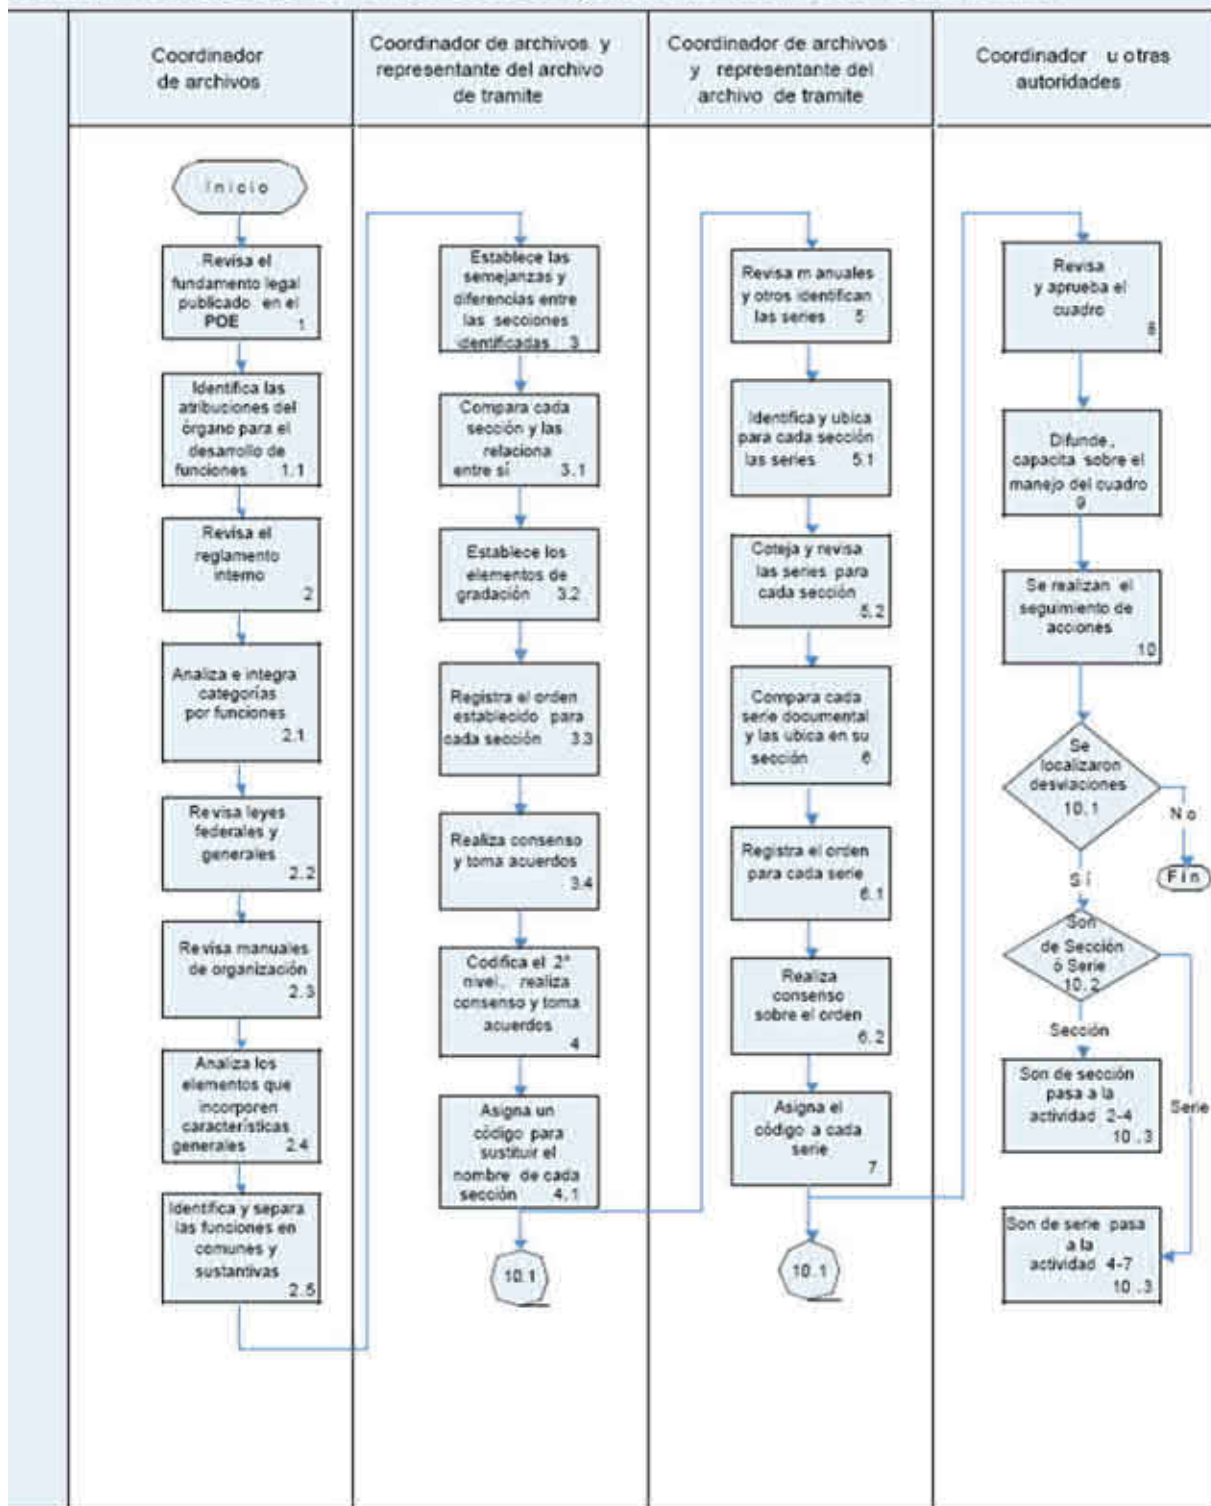 Coordinador
de archivos
Coordinador de archivos y
representante del archivo
de tramite
Coordinador de archivos
y representante del
archivo de tramite
Coordinador u otras
autoridades
Inicio
Revisa el
fundamento legal
publicado en el
POE 1
Identifica las
atribuciones del
órgano para el
desarrollo de
funciones 1.1
Revisa el
reglamento
interno
2
Analiza e integra
categorías
por funciones
2.1
Revisa leyes
federales y
generales
2.2
Revisa manuales
de organización
2.3
Analiza los
elementos que
incorporen
características
generales 2.4
Identifica y separa
las funciones en
comunes y
sustantivas
2.5
Establece las
semejanzas y
diferencias entre
las secciones
identificadas 3
Compara cada
sección y las
relaciona
entre sí 3.1
Establece los
elementos de
gradación 3.2
Registra el orden
establecido para
cada sección 3.3
Realiza consenso
y toma acuerdos
3.4
Codifica el 2°
nivel, realiza
consenso y toma
acuerdos
4
Asigna un
código para
sustituir el
nombre de cada
sección 4.1
10.1
Revisa manuales
y otros identifican
las series 5
Identifica y ubica
para cada sección
las series 5.1
Coteja y revisa
las series para
cada sección
5.2
Compara cada
serie documental
y las ubica en su
sección 6
Registra el orden
para cada serie
6.1
Realiza
consenso
sobre el orden
6.2
Asigna el
código a cada
serie
7
10.1
Revisa
y aprueba el
cuadro
8
Difunde,
capacita sobre el
manejo del cuadro
9
Se realizan el
seguimiento de
acciones
10
Se
localizaron
desviaciones
10.1
No
Fin
Sí
Son
de Sección
ó Serie
10.2
Sección
Serie
Son de sección
pasa a la
actividad 2-4
10.3
Son de serie pasa
a la
actividad 4-7
10.3